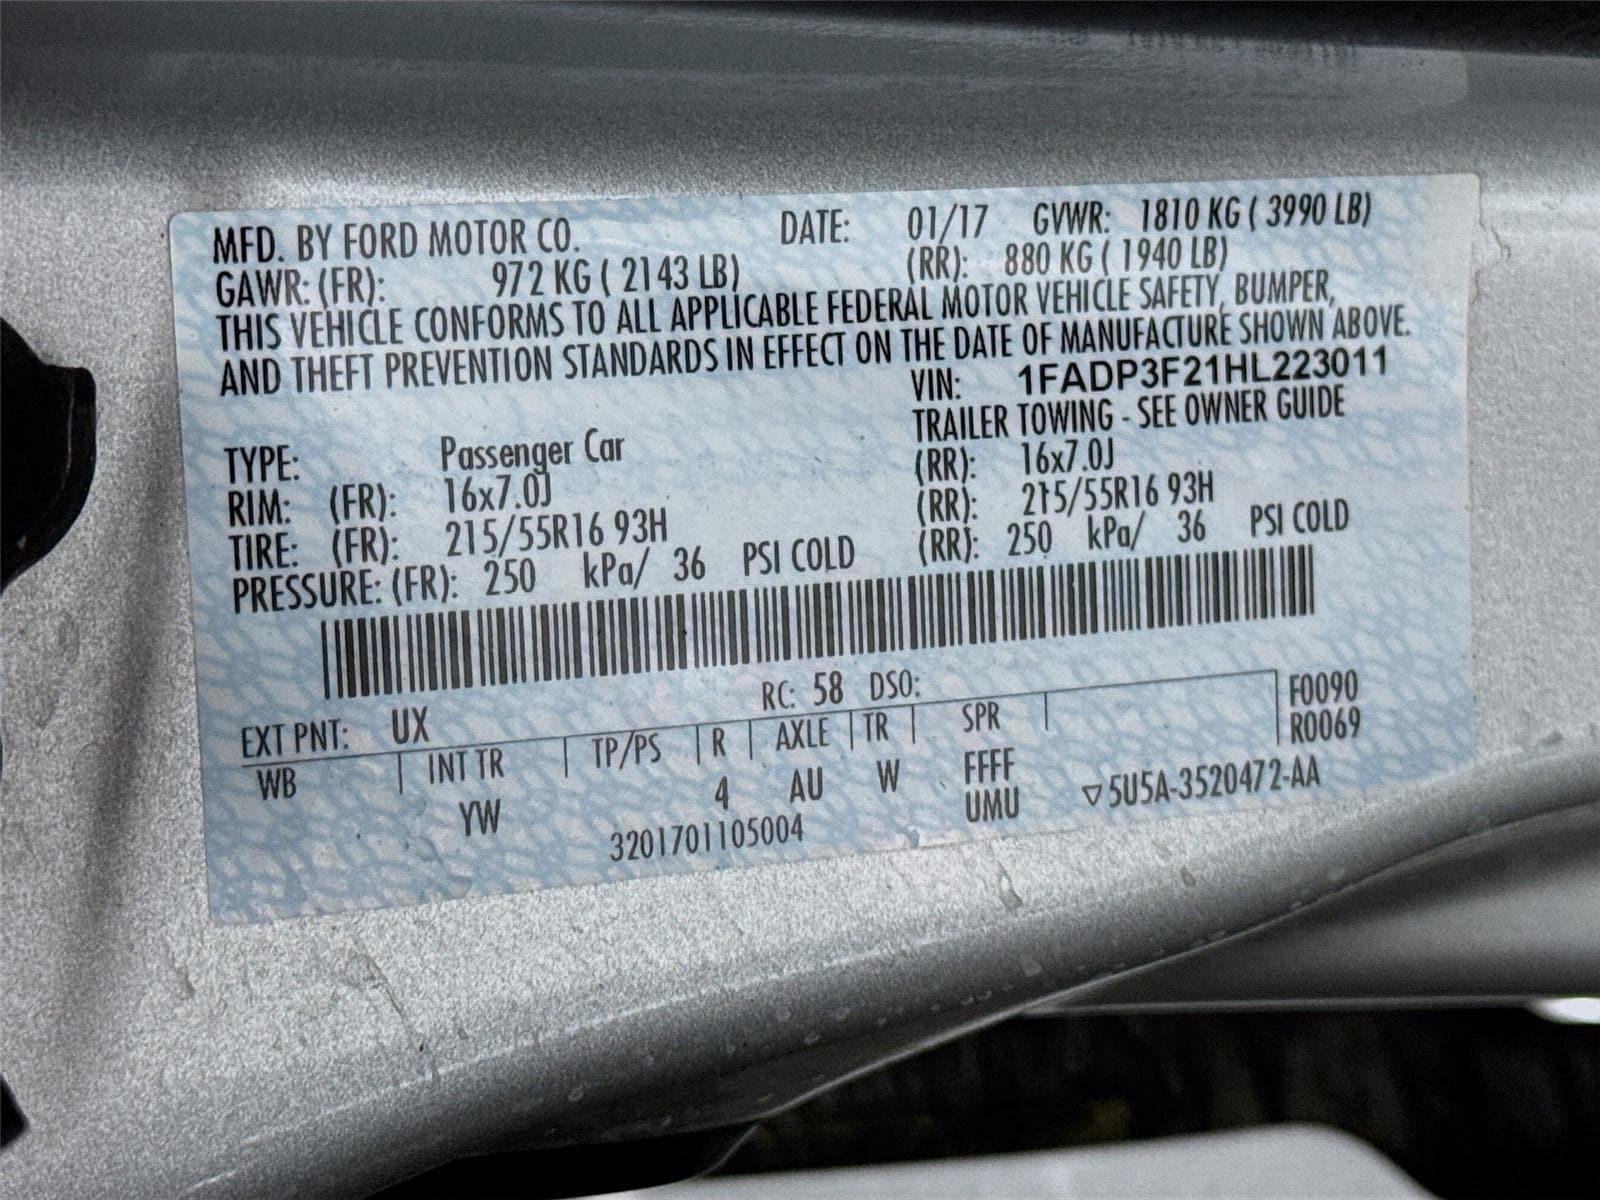 MFD. BY FORD MOTOR CO. DATE: 01/17 GVWR: 1810 KG ( 3990 LB)
GAWR: (FR): 972 KG ( 2143 LB) (RR): 880 KG ( 1940 LB)
THIS VEHICLE CONFORMS TO ALL APPLICABLE FEDERAL MOTOR VEHICLE SAFETY, BUMPER,
AND THEFT PREVENTION STANDARDS IN EFFECT ON THE DATE OF MANUFACTURE SHOWN ABOVE.
VIN: 1FADP3F21HL223011
TRAILER TOWING - SEE OWNER GUIDE
TYPE: Passenger Car
RIM: (FR): 16x7.0J (RR): 16x7.0J
TIRE: (FR): 215/55R16 93H (RR): 215/55R16 93H
PRESSURE: (FR): 250 kPa/ 36 PSI COLD (RR): 250 kPa/ 36 PSI COLD
RC: 58 DSO:
EXT PNT: UX F0090
R0069
WB INT TR TP/PS R AXLE TR SPR
YW 4 AU W FFFF
UMU
3201701105004 ▽5U5A-3520472-AA